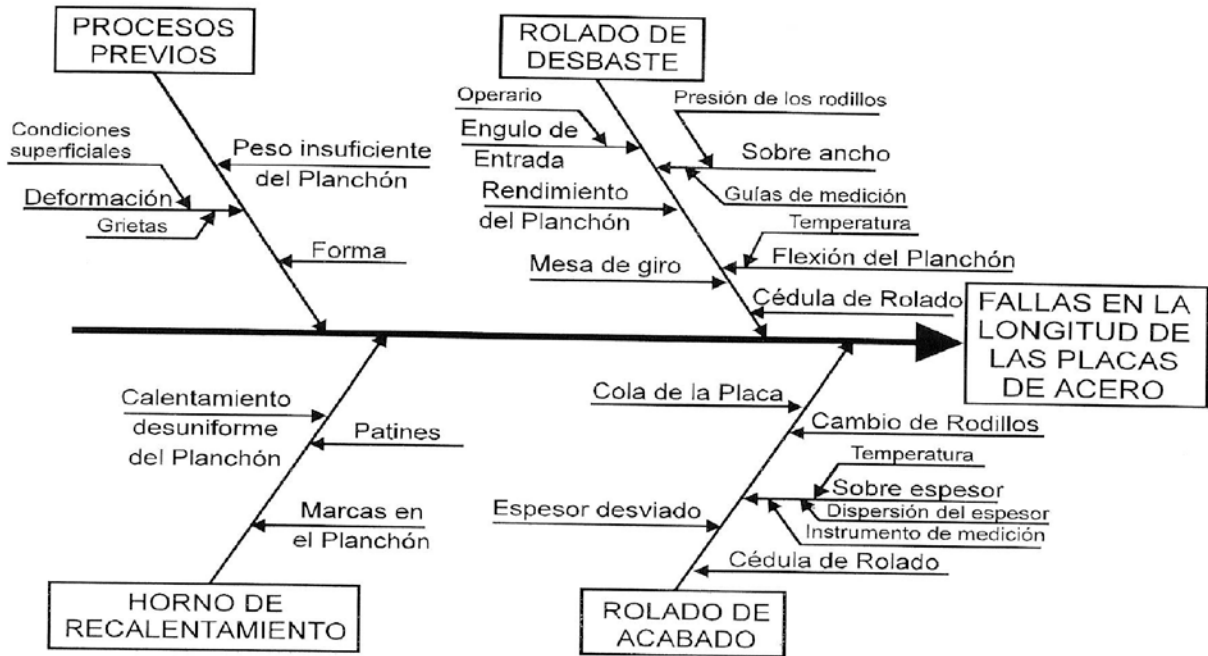 PROCESOS
PREVIOS
Condiciones
superficiales
Deformación
Grietas
Peso insuficiente
del Planchón
Forma
ROLADO DE
DESBASTE
Operario
Engulo de
Entrada
Rendimiento
del Planchón
Mesa de giro
Presión de los rodillos
Sobre ancho
Guías de medición
Temperatura
Flexión del Planchón
Cédula de Rolado
FALLAS EN LA
LONGITUD DE
LAS PLACAS
DE ACERO
Calentamiento
desuniforme
del Planchón
Patines
Marcas en
el Planchón
HORNO DE
RECALENTAMIENTO
Cola de la Placa
Cambio de Rodillos
Temperatura
Sobre espesor
Dispersión del espesor
Instrumento de medición
Espesor desviado
Cédula de Rolado
ROLADO DE
ACABADO